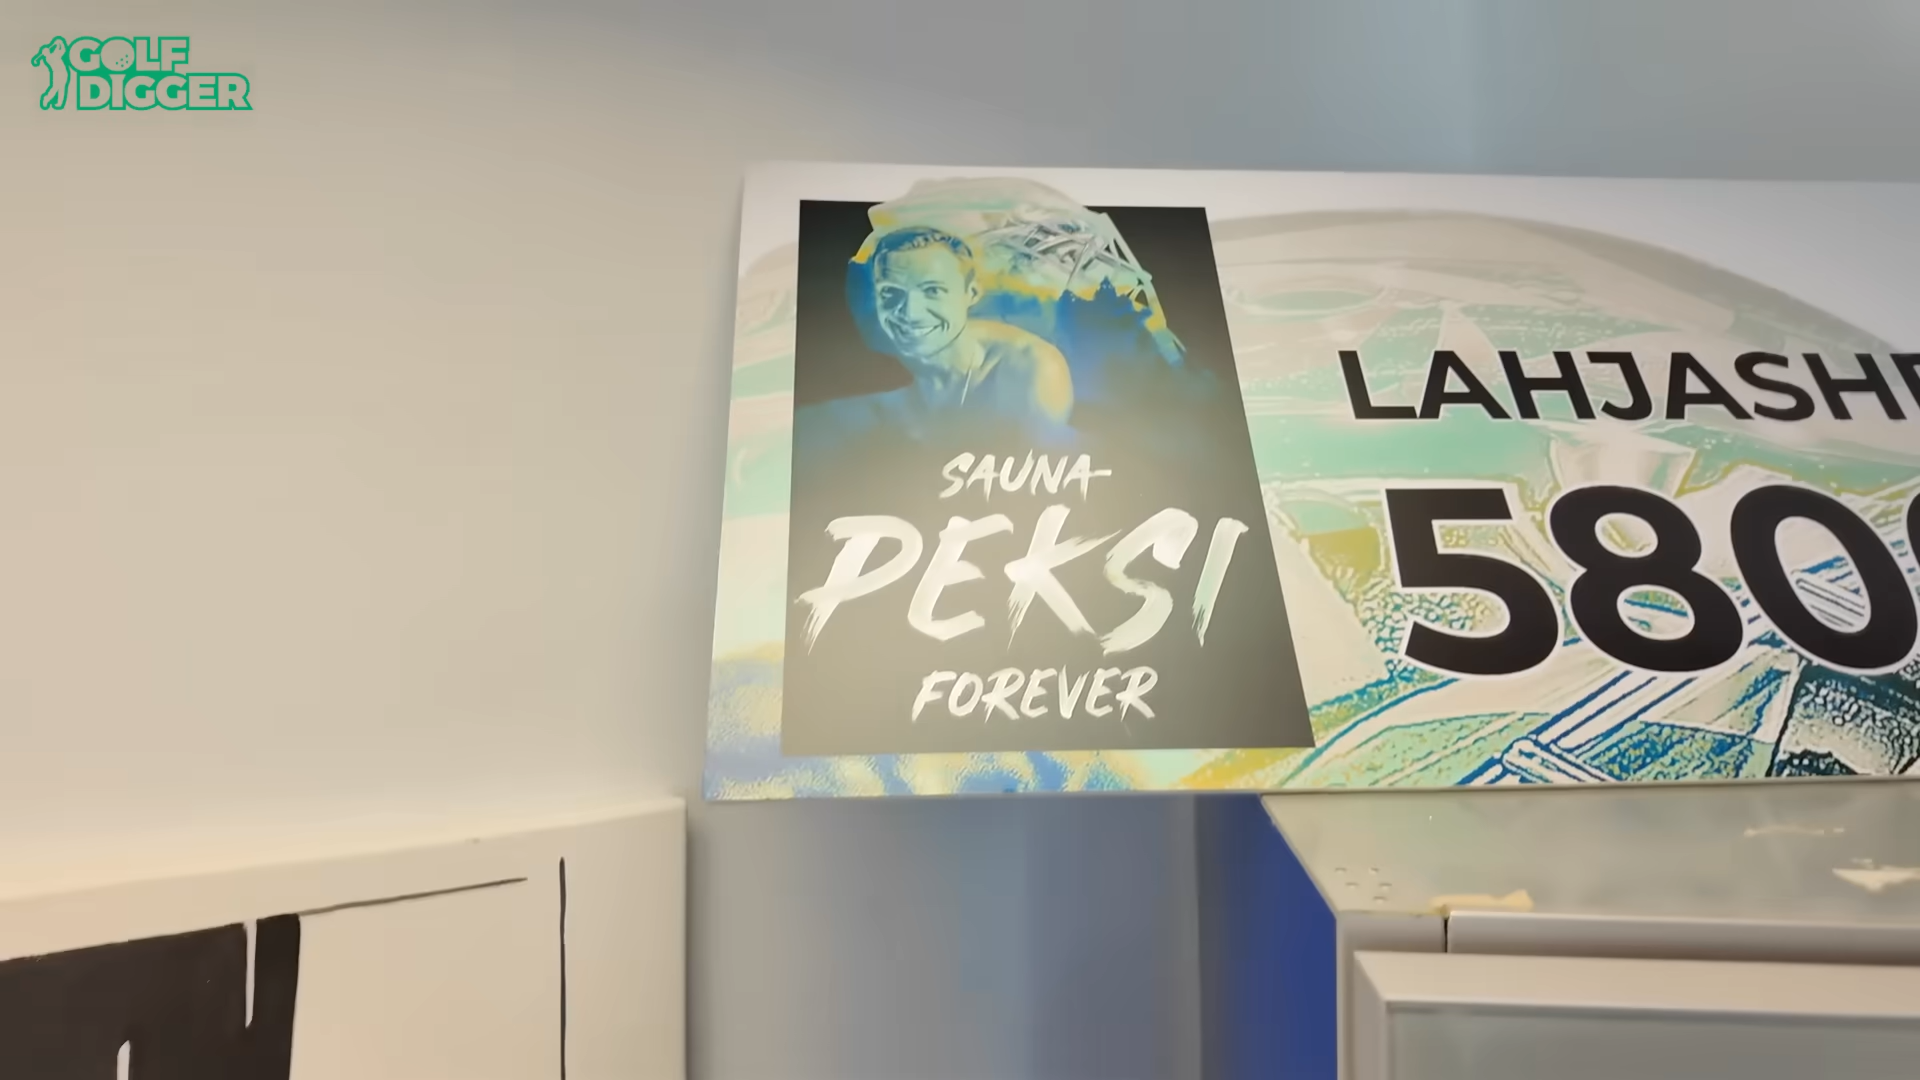 GOLF
DIGGER
SAUNA-
PEKSI
FOREVER
LAHJASH
580